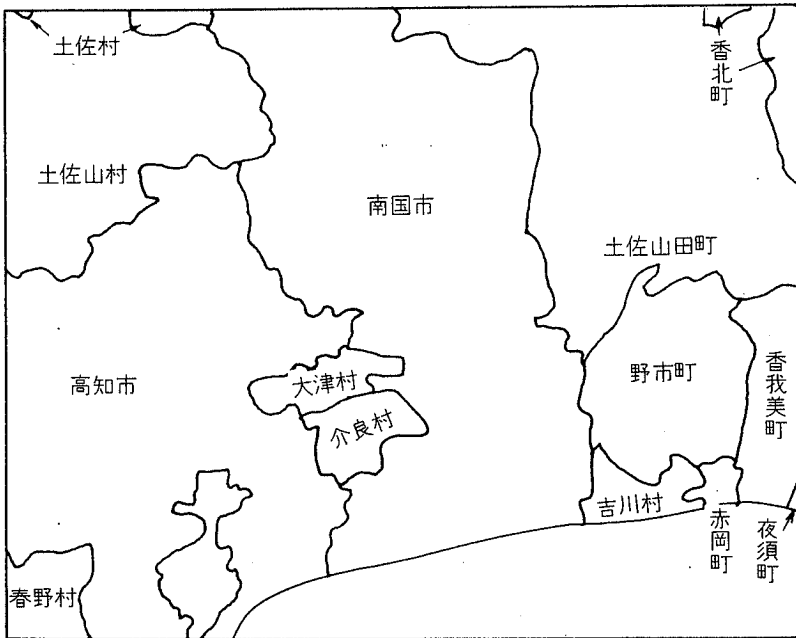 土佐村
香北町
土佐山村
南国市
土佐山田町
高知市
大津村
野市町
香我美町
介良村
吉川村
赤岡町
夜須町
春野村